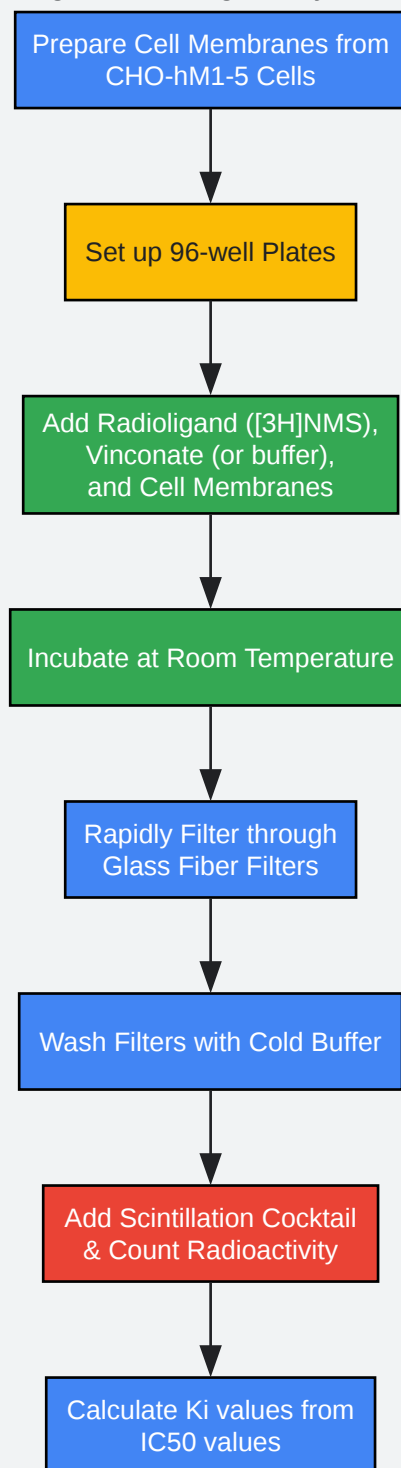 Prepare Cell Membranes from
CHO-hM1-5 Cells
Set up 96-well Plates
Add Radioligand ([3H]NMS),
Vinconate (or buffer),
and Cell Membranes
Incubate at Room Temperature
Rapidly Filter through
Glass Fiber Filters
Wash Filters with Cold Buffer
Add Scintillation Cocktail
& Count Radioactivity
Calculate Ki values from
IC50 values